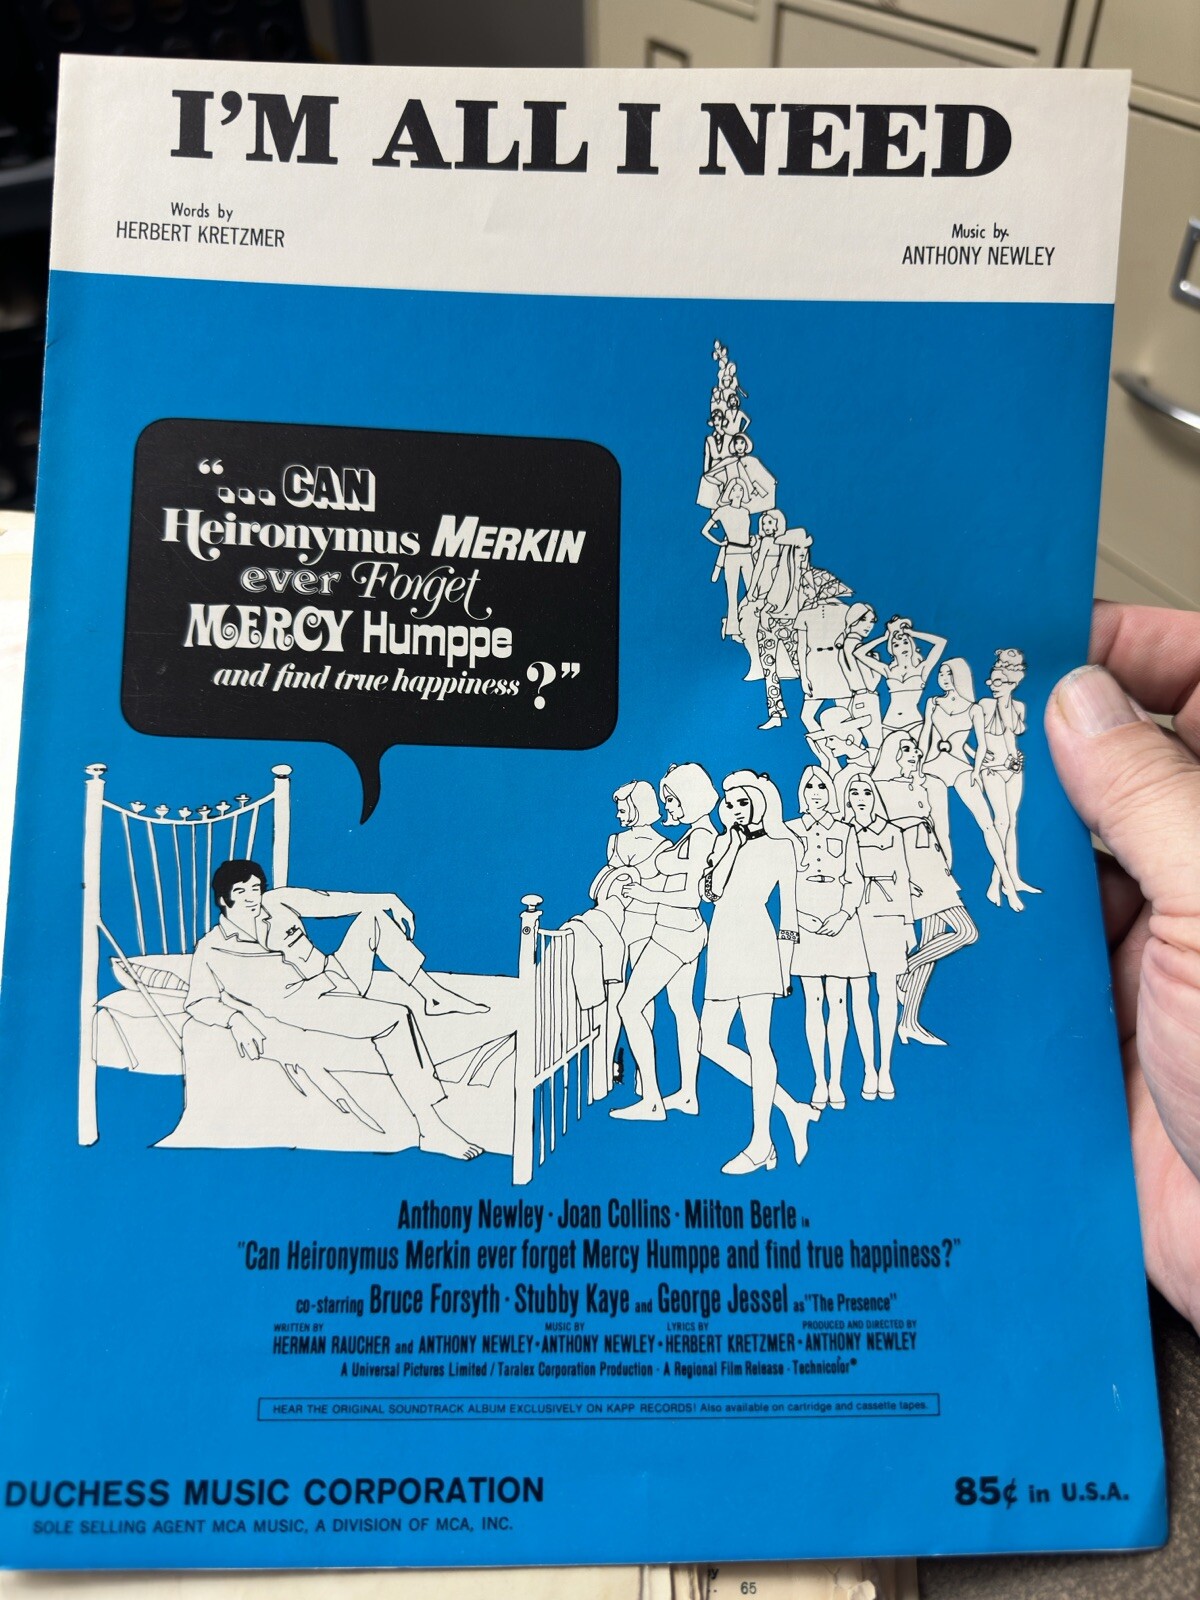 I'M ALL I NEED
Words by
HERBERT KRETZMER
Music by
ANTHONY NEWLEY
"...CAN
Heironymus MERKIN
ever Forget
MERCY Humppe
and find true happiness?"
Anthony Newley · Joan Collins · Milton Berle in
"Can Heironymus Merkin ever forget Mercy Humppe and find true happiness?"
co-starring Bruce Forsyth · Stubby Kaye and George Jessel as "The Presence"
WRITTEN BY MUSIC BY LYRICS BY PRODUCED AND DIRECTED BY
HERMAN RAUCHER and ANTHONY NEWLEY · ANTHONY NEWLEY · HERBERT KRETZMER · ANTHONY NEWLEY
A Universal Pictures Limited / Taralex Corporation Production · A Regional Film Release · Technicolor®
HEAR THE ORIGINAL SOUNDTRACK ALBUM EXCLUSIVELY ON KAPP RECORDS! Also available on cartridge and cassette tapes.
DUCHESS MUSIC CORPORATION
SOLE SELLING AGENT MCA MUSIC, A DIVISION OF MCA, INC.
85¢ in U.S.A.
65